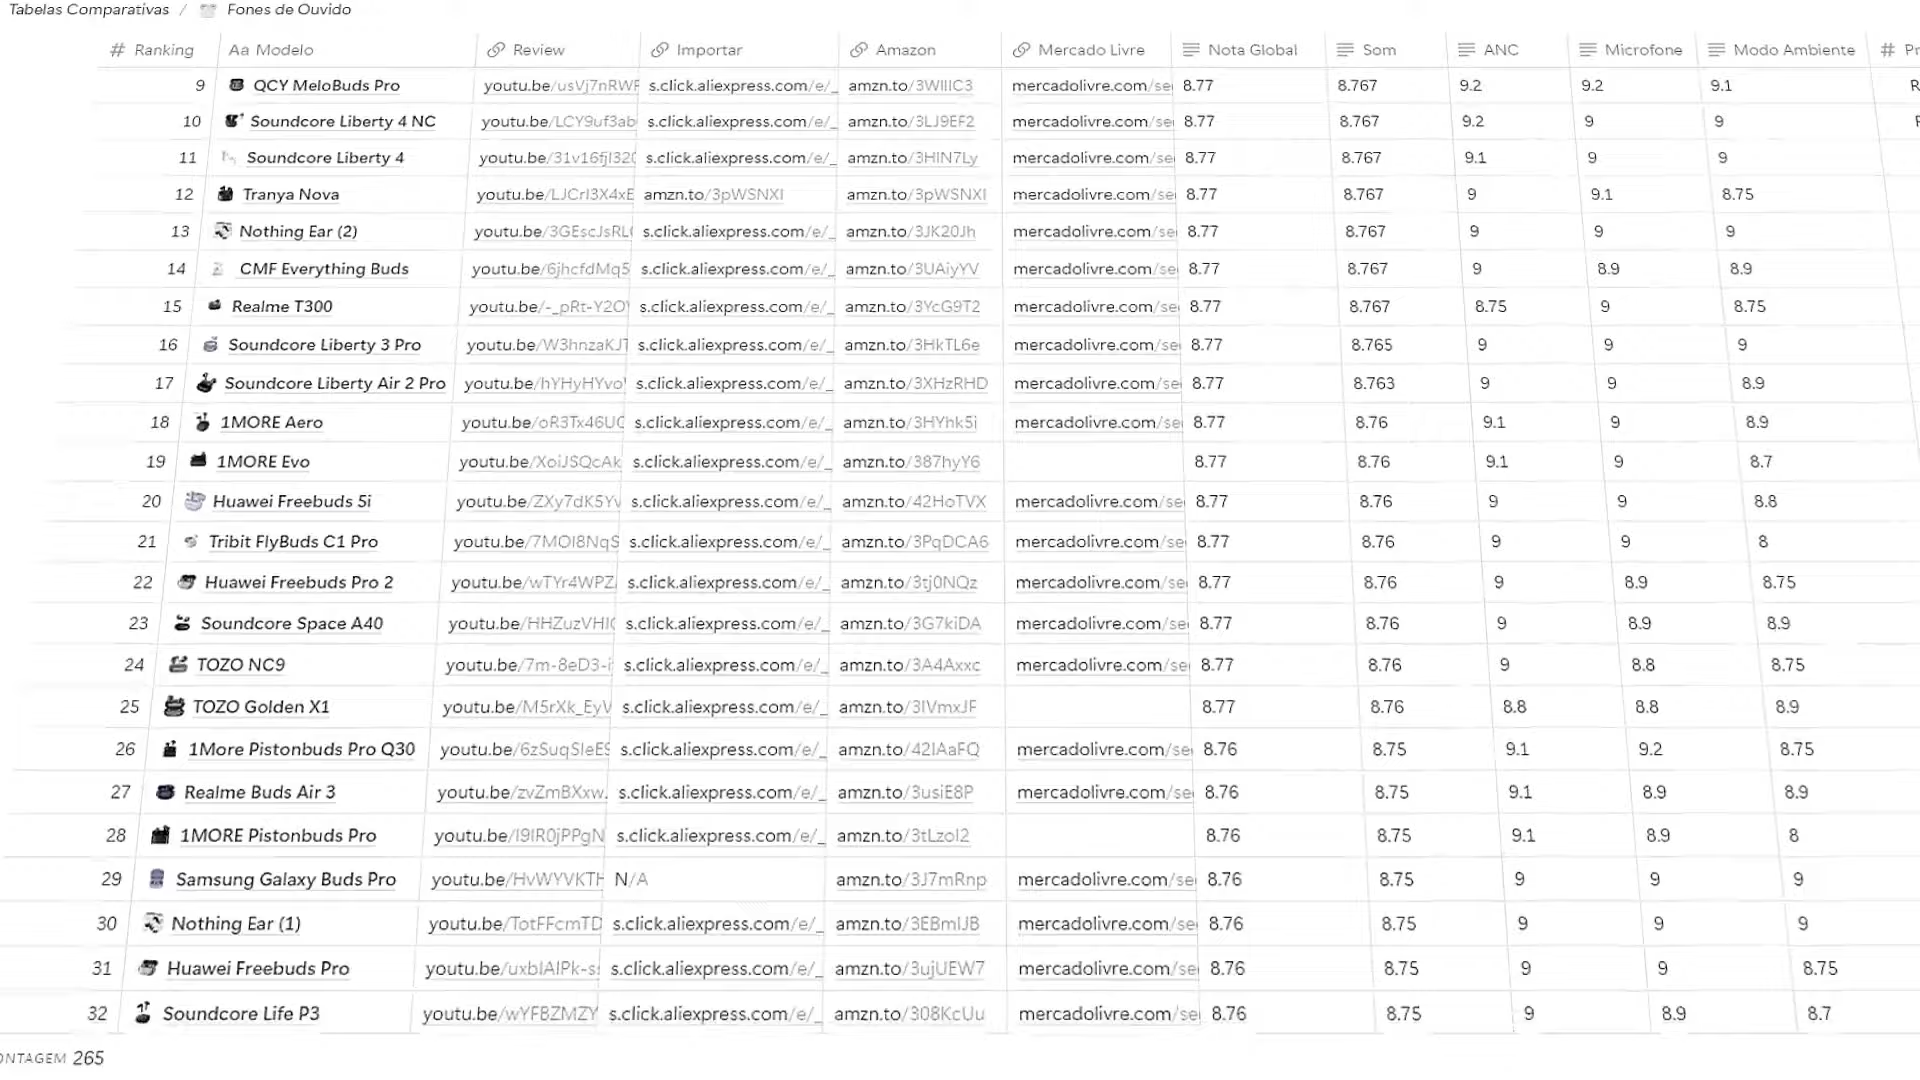 Tabelas Comparativas / Fones de Ouvido
# Ranking Aa Modelo Review Importar Amazon Mercado Livre Nota Global Som ANC Microfone Modo Ambiente # Pr
9 QCY MeloBuds Pro youtu.be/usVj7nRWF s.click.aliexpress.com/e/_ amzn.to/3WIIIC3 mercadolivre.com/se 8.77 8.767 9.2 9.2 9.1 R
10 Soundcore Liberty 4 NC youtu.be/LCY9uf3ab s.click.aliexpress.com/e/_ amzn.to/3LJ9EF2 mercadolivre.com/se 8.77 8.767 9.2 9 9
11 Soundcore Liberty 4 youtu.be/31v16fjI320 s.click.aliexpress.com/e/_ amzn.to/3HIN7Ly mercadolivre.com/se 8.77 8.767 9.1 9 9
12 Tranya Nova youtu.be/LJCrI3X4xE amzn.to/3pWSNXI amzn.to/3pWSNXI mercadolivre.com/se 8.77 8.767 9 9.1 8.75
13 Nothing Ear (2) youtu.be/3GEscJsRL mercadolivre.com/se s.click.aliexpress.com/e/_ amzn.to/3JK20Jh 8.77 8.767 9 9 9
14 CMF Everything Buds youtu.be/6jhcfdMq5 s.click.aliexpress.com/e/_ amzn.to/3UAiyYV mercadolivre.com/se 8.77 8.767 9 8.9 8.9
15 Realme T300 youtu.be/-_pRt-Y2O s.click.aliexpress.com/e/_ amzn.to/3YcG9T2 mercadolivre.com/se 8.77 8.767 8.75 9 8.75
16 Soundcore Liberty 3 Pro youtu.be/W3hnzaKJ s.click.aliexpress.com/e/_ amzn.to/3HkTL6e mercadolivre.com/se 8.77 8.765 9 9 9
17 Soundcore Liberty Air 2 Pro youtu.be/hYHyHYvo s.click.aliexpress.com/e/_ amzn.to/3XHzRHD mercadolivre.com/se 8.77 8.763 9 9 8.9
18 1MORE Aero youtu.be/oR3Tx46UC s.click.aliexpress.com/e/_ amzn.to/3HYhk5j mercadolivre.com/se 8.77 8.76 9.1 9 8.9
19 1MORE Evo youtu.be/XoiJSQcAk s.click.aliexpress.com/e/_ amzn.to/387hyY6 8.77 8.76 9.1 9 8.7
20 Huawei Freebuds 5i youtu.be/ZXy7dK5Yv s.click.aliexpress.com/e/_ amzn.to/42HoTVX mercadolivre.com/se 8.77 8.76 9 9 8.8
21 Tribit FlyBuds C1 Pro youtu.be/7MQI8NqS s.click.aliexpress.com/e/_ amzn.to/3PqDCA6 mercadolivre.com/se 8.77 8.76 9 9 8
22 Huawei Freebuds Pro 2 youtu.be/wTYr4WPZ s.click.aliexpress.com/e/_ amzn.to/3tj0NQz mercadolivre.com/se 8.77 8.76 9 8.9 8.75
23 Soundcore Space A40 youtu.be/HHZuzVHI s.click.aliexpress.com/e/_ amzn.to/3G7kiDA mercadolivre.com/se 8.77 8.76 9 8.9 8.9
24 TOZO NC9 youtu.be/7m-8eD3-i s.click.aliexpress.com/e/_ amzn.to/3A4Axxc mercadolivre.com/se 8.77 8.76 9 8.8 8.75
25 TOZO Golden X1 youtu.be/M5rXk_EyV s.click.aliexpress.com/e/_ amzn.to/3IVmxJF 8.77 8.76 8.8 8.8 8.9
26 1More Pistonbuds Pro Q30 youtu.be/6zSuqSIeES s.click.aliexpress.com/e/_ amzn.to/42IAaFQ mercadolivre.com/se 8.76 8.75 9.1 9.2 8.75
27 Realme Buds Air 3 youtu.be/zvZmBXxw. s.click.aliexpress.com/e/_ amzn.to/3usiE8P mercadolivre.com/se 8.76 8.75 9.1 8.9 8.9
28 1MORE Pistonbuds Pro youtu.be/I9IR0jPPgN s.click.aliexpress.com/e/_ amzn.to/3tLzoI2 8.76 8.75 9.1 8.9 8
29 Samsung Galaxy Buds Pro youtu.be/HvWYVKTH N/A amzn.to/3J7mRnp mercadolivre.com/se 8.76 8.75 9 9 9
30 Nothing Ear (1) youtu.be/TotFFcmTD s.click.aliexpress.com/e/_ amzn.to/3EBmIJB mercadolivre.com/se 8.76 8.75 9 9 9
31 Huawei Freebuds Pro youtu.be/uxbIAIPk-s s.click.aliexpress.com/e/_ amzn.to/3ujUEW7 mercadolivre.com/se 8.76 8.75 9 9 8.75
32 Soundcore Life P3 youtu.be/wYFBZMZY s.click.aliexpress.com/e/_ amzn.to/308KcUu mercadolivre.com/se 8.76 8.75 9 8.9 8.7
ONTAGEM 265